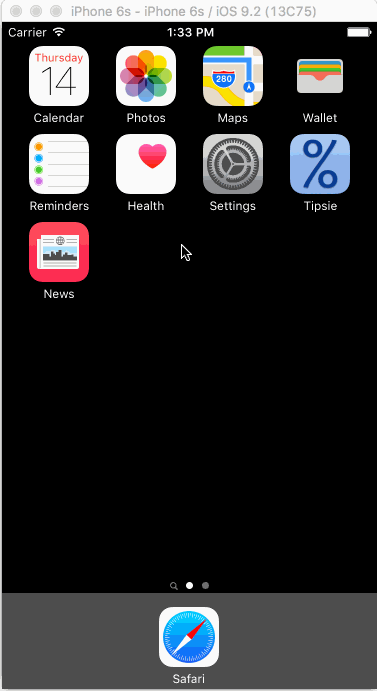 iPhone 6s - iPhone 6s / iOS 9.2 (13C75)
Carrier 1:33 PM
Thursday
14
280
Calendar Photos Maps Wallet
%
Reminders Health Settings Tipsie
News
Safari